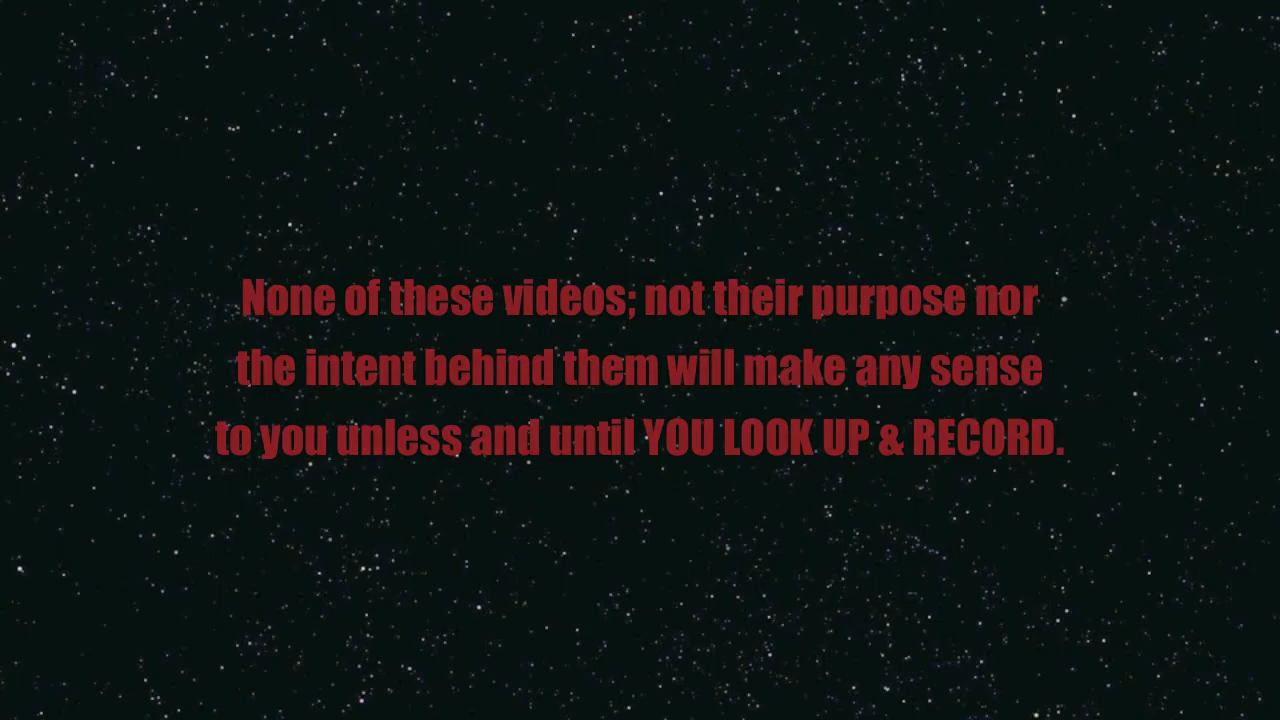 None of these videos; not their purpose nor
the intent behind them will make any sense
to you unless and until YOU LOOK UP & RECORD.